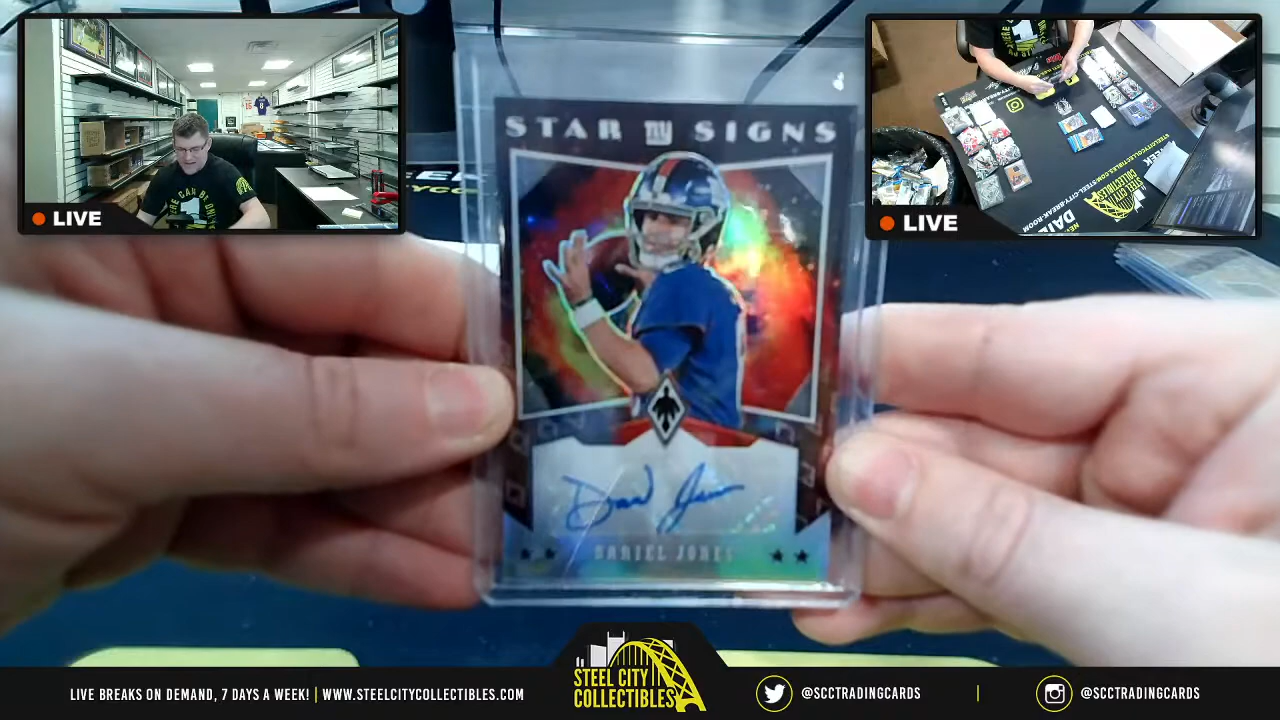 LIVE
LIVE
STAR NY SIGNS
DANIEL JONES
STEEL CITY
COLLECTIBLES
LIVE BREAKS ON DEMAND, 7 DAYS A WEEK! | WWW.STEELCITYCOLLECTIBLES.COM
@SCCTRADINGCARDS | @SCCTRADINGCARDS